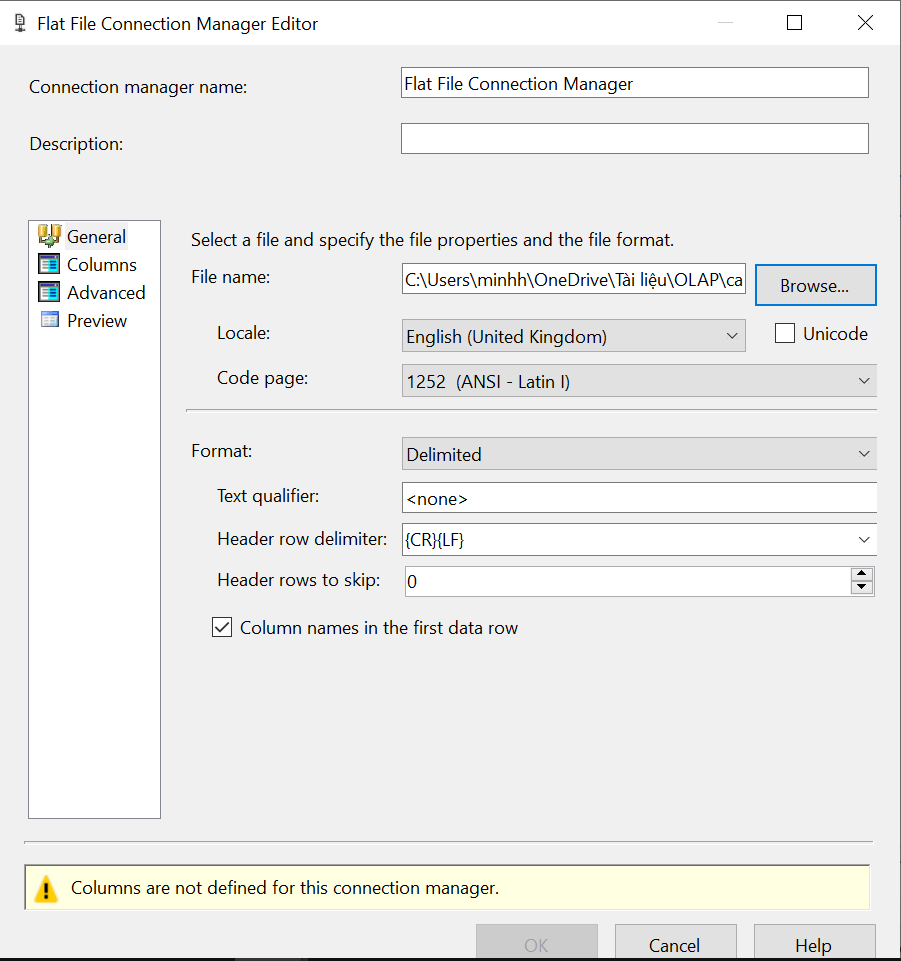 Flat File Connection Manager Editor
Connection manager name:
Flat File Connection Manager
Description:
General
Columns
Advanced
Preview
Select a file and specify the file properties and the file format.
File name:
C:\Users\minhh\OneDrive\Tài liệu\OLAP\ca
Browse...
Locale:
English (United Kingdom)
Unicode
Code page:
1252 (ANSI - Latin I)
Format:
Delimited
Text qualifier:
<none>
Header row delimiter:
{CR}{LF}
Header rows to skip:
0
Column names in the first data row
Columns are not defined for this connection manager.
OK
Cancel
Help